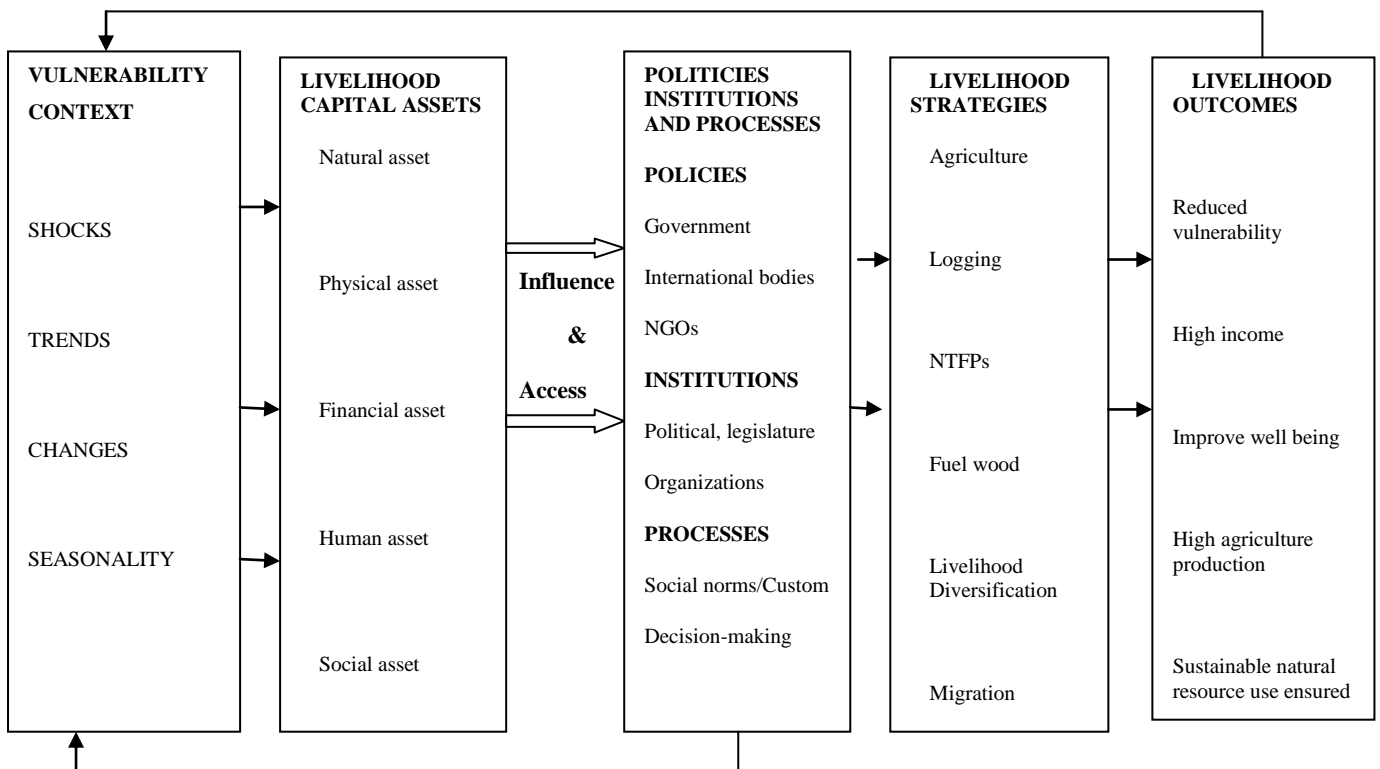 VULNERABILITY
CONTEXT
SHOCKS
TRENDS
CHANGES
SEASONALITY
LIVELIHOOD
CAPITAL ASSETS
Natural asset
Physical asset
Financial asset
Human asset
Social asset
Influence
&
Access
POLITICIES
INSTITUTIONS
AND PROCESSES
POLICIES
Government
International bodies
NGOs
INSTITUTIONS
Political, legislature
Organizations
PROCESSES
Social norms/Custom
Decision-making
LIVELIHOOD
STRATEGIES
Agriculture
Logging
NTFPs
Fuel wood
Livelihood
Diversification
Migration
LIVELIHOOD
OUTCOMES
Reduced
vulnerability
High income
Improve well being
High agriculture
production
Sustainable natural
resource use ensured